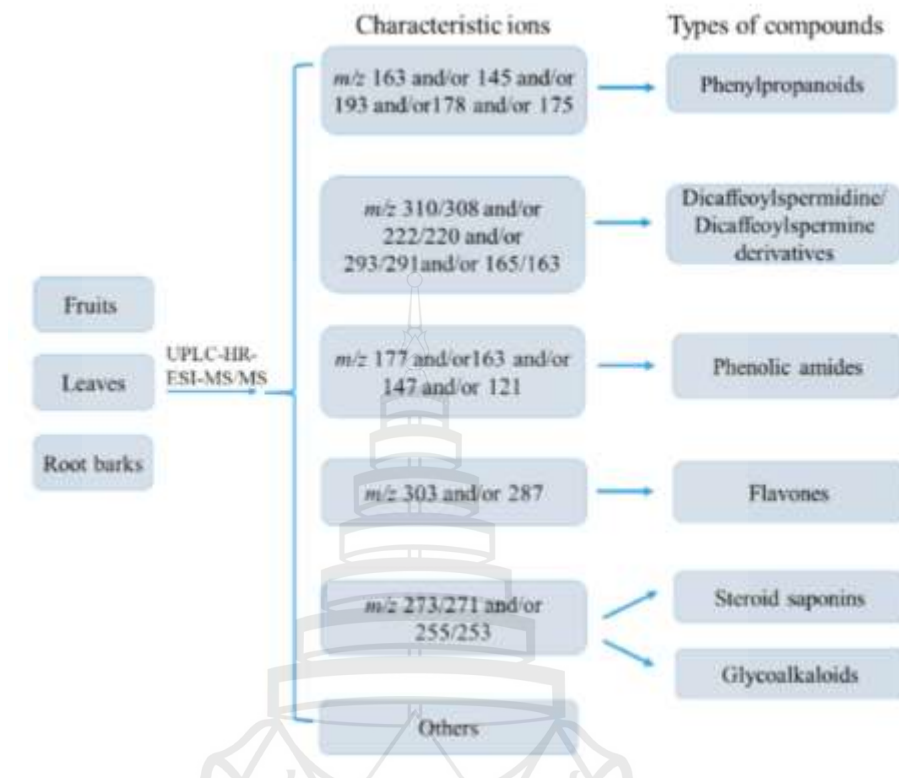 Characteristic ions
Types of compounds
m/z 163 and/or 145 and/or
193 and/or178 and/or 175
Phenylpropanoids
m/z 310/308 and/or
222/220 and/or
293/291and/or 165/163
Dicaffeoylspermidine/
Dicaffeoylspermine
derivatives
Fruits
Leaves
Root barks
UPLC-HR-
ESI-MS/MS
m/z 177 and/or163 and/or
147 and/or 121
Phenolic amides
m/z 303 and/or 287
Flavones
m/z 273/271 and/or
255/253
Steroid saponins
Glycoalkaloids
Others